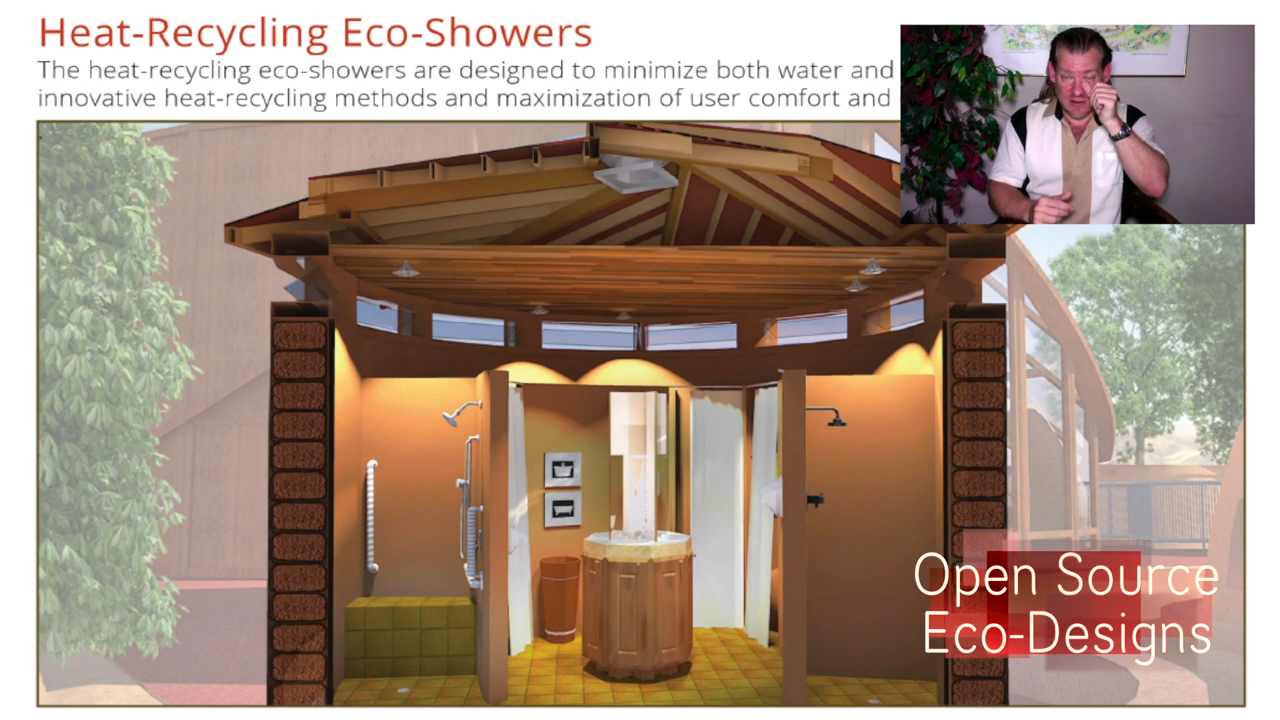 Heat-Recycling Eco-Showers
The heat-recycling eco-showers are designed to minimize both water and
innovative heat-recycling methods and maximization of user comfort and
Open Source
Eco-Designs